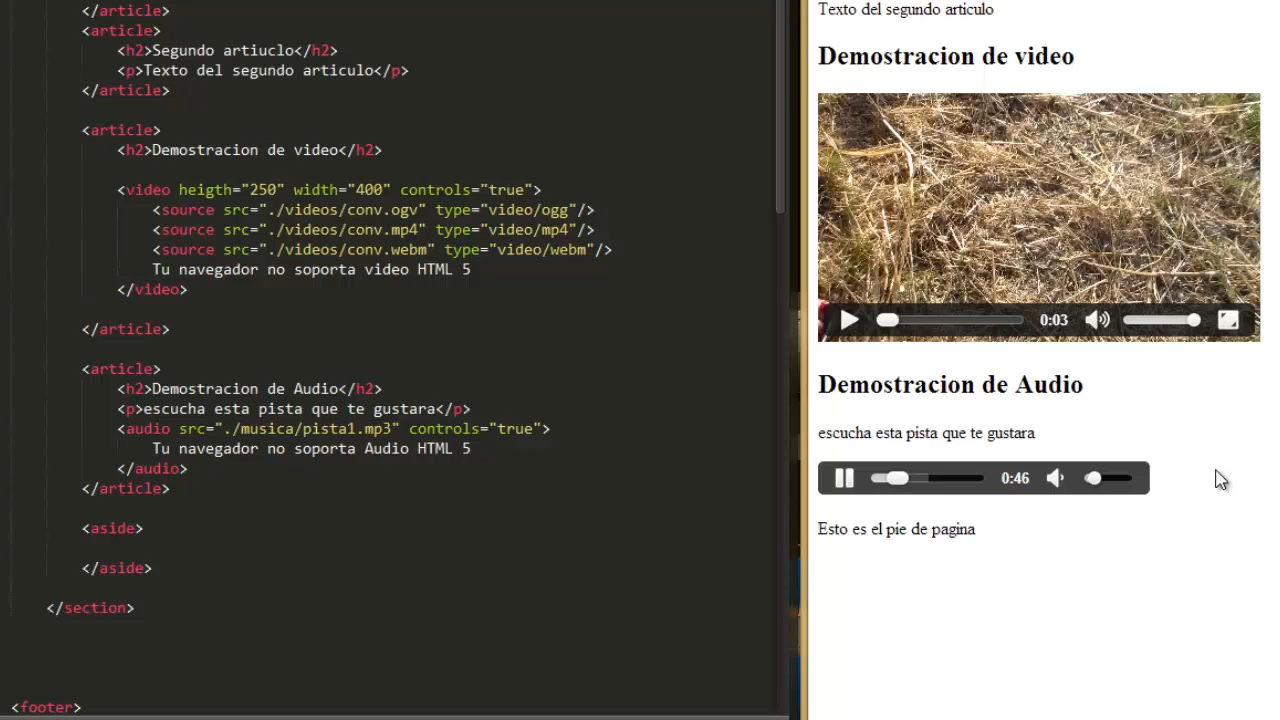 </article>
<article>
<h2>Segundo artiuclo</h2>
<p>Texto del segundo articulo</p>
</article>
<article>
<h2>Demostracion de video</h2>
<video heigth="250" width="400" controls="true">
<source src="./videos/conv.ogv" type="video/ogg"/>
<source src="./videos/conv.mp4" type="video/mp4"/>
<source src="./videos/conv.webm" type="video/webm"/>
Tu navegador no soporta video HTML 5
</video>
</article>
<article>
<h2>Demostracion de Audio</h2>
<p>escucha esta pista que te gustara</p>
<audio src="./musica/pista1.mp3" controls="true">
Tu navegador no soporta Audio HTML 5
</audio>
</article>
<aside>
</aside>
</section>
<footer>
Texto del segundo articulo
Demostracion de video
0:03
Demostracion de Audio
escucha esta pista que te gustara
0:46
Esto es el pie de pagina